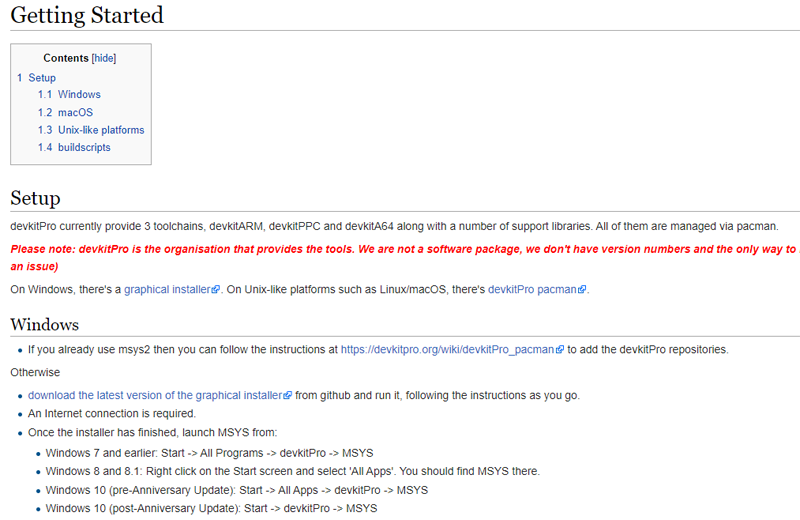 Getting Started
Contents [hide]
1 Setup
1.1 Windows
1.2 macOS
1.3 Unix-like platforms
1.4 buildscripts
Setup
devkitPro currently provide 3 toolchains, devkitARM, devkitPPC and devkitA64 along with a number of support libraries. All of them are managed via pacman.
Please note: devkitPro is the organisation that provides the tools. We are not a software package, we don't have version numbers and the only way to
an issue)
On Windows, there's a graphical installer. On Unix-like platforms such as Linux/macOS, there's devkitPro pacman.
Windows
If you already use msys2 then you can follow the instructions at https://devkitpro.org/wiki/devkitPro_pacman to add the devkitPro repositories.
Otherwise
download the latest version of the graphical installer from github and run it, following the instructions as you go.
An Internet connection is required.
Once the installer has finished, launch MSYS from:
Windows 7 and earlier: Start -> All Programs -> devkitPro -> MSYS
Windows 8 and 8.1: Right click on the Start screen and select 'All Apps'. You should find MSYS there.
Windows 10 (pre-Anniversary Update): Start -> All Apps -> devkitPro -> MSYS
Windows 10 (post-Anniversary Update): Start -> devkitPro -> MSYS